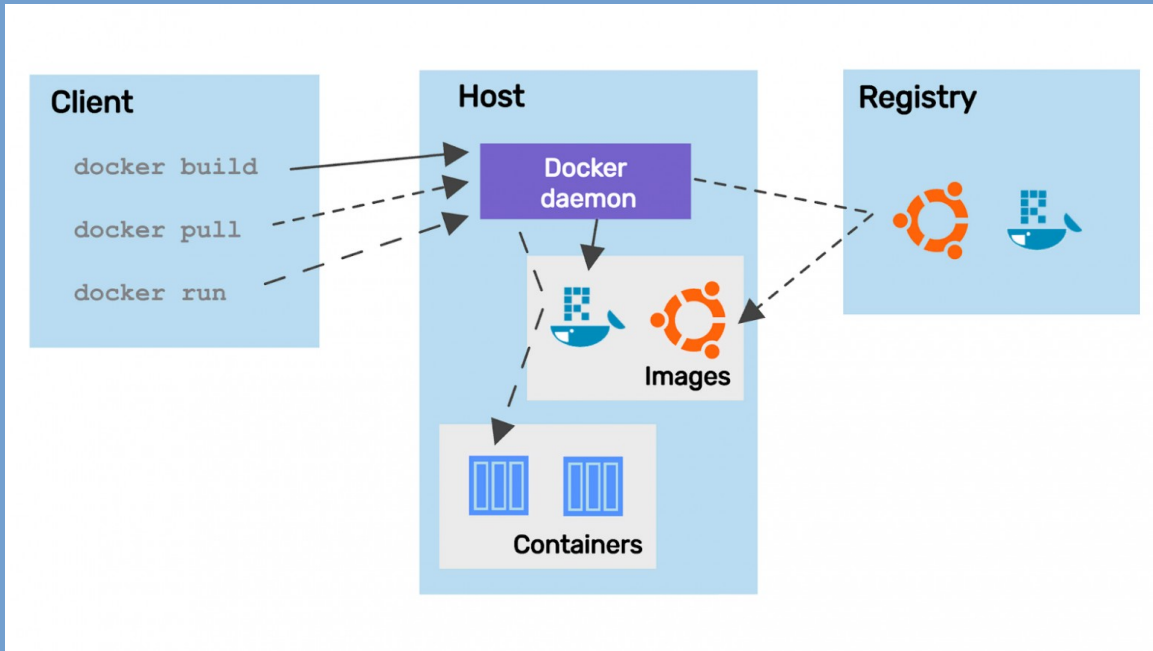 Client
docker build
docker pull
docker run
Host
Docker
daemon
Images
Containers
Registry